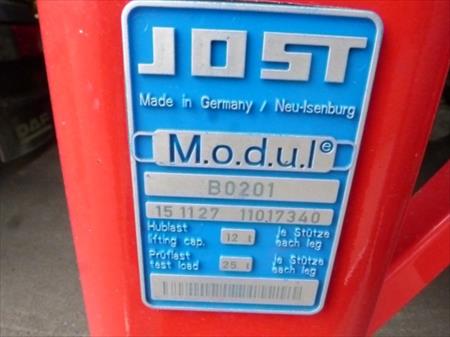 JOST
Made in Germany / Neu-Isenburg
M.o.d.u.l e
B0201
15 1127 11017340
Hublast 12 t je Stütze
lifting cap. each leg
Prüflast 25 t je Stütze
test load each leg
DAF